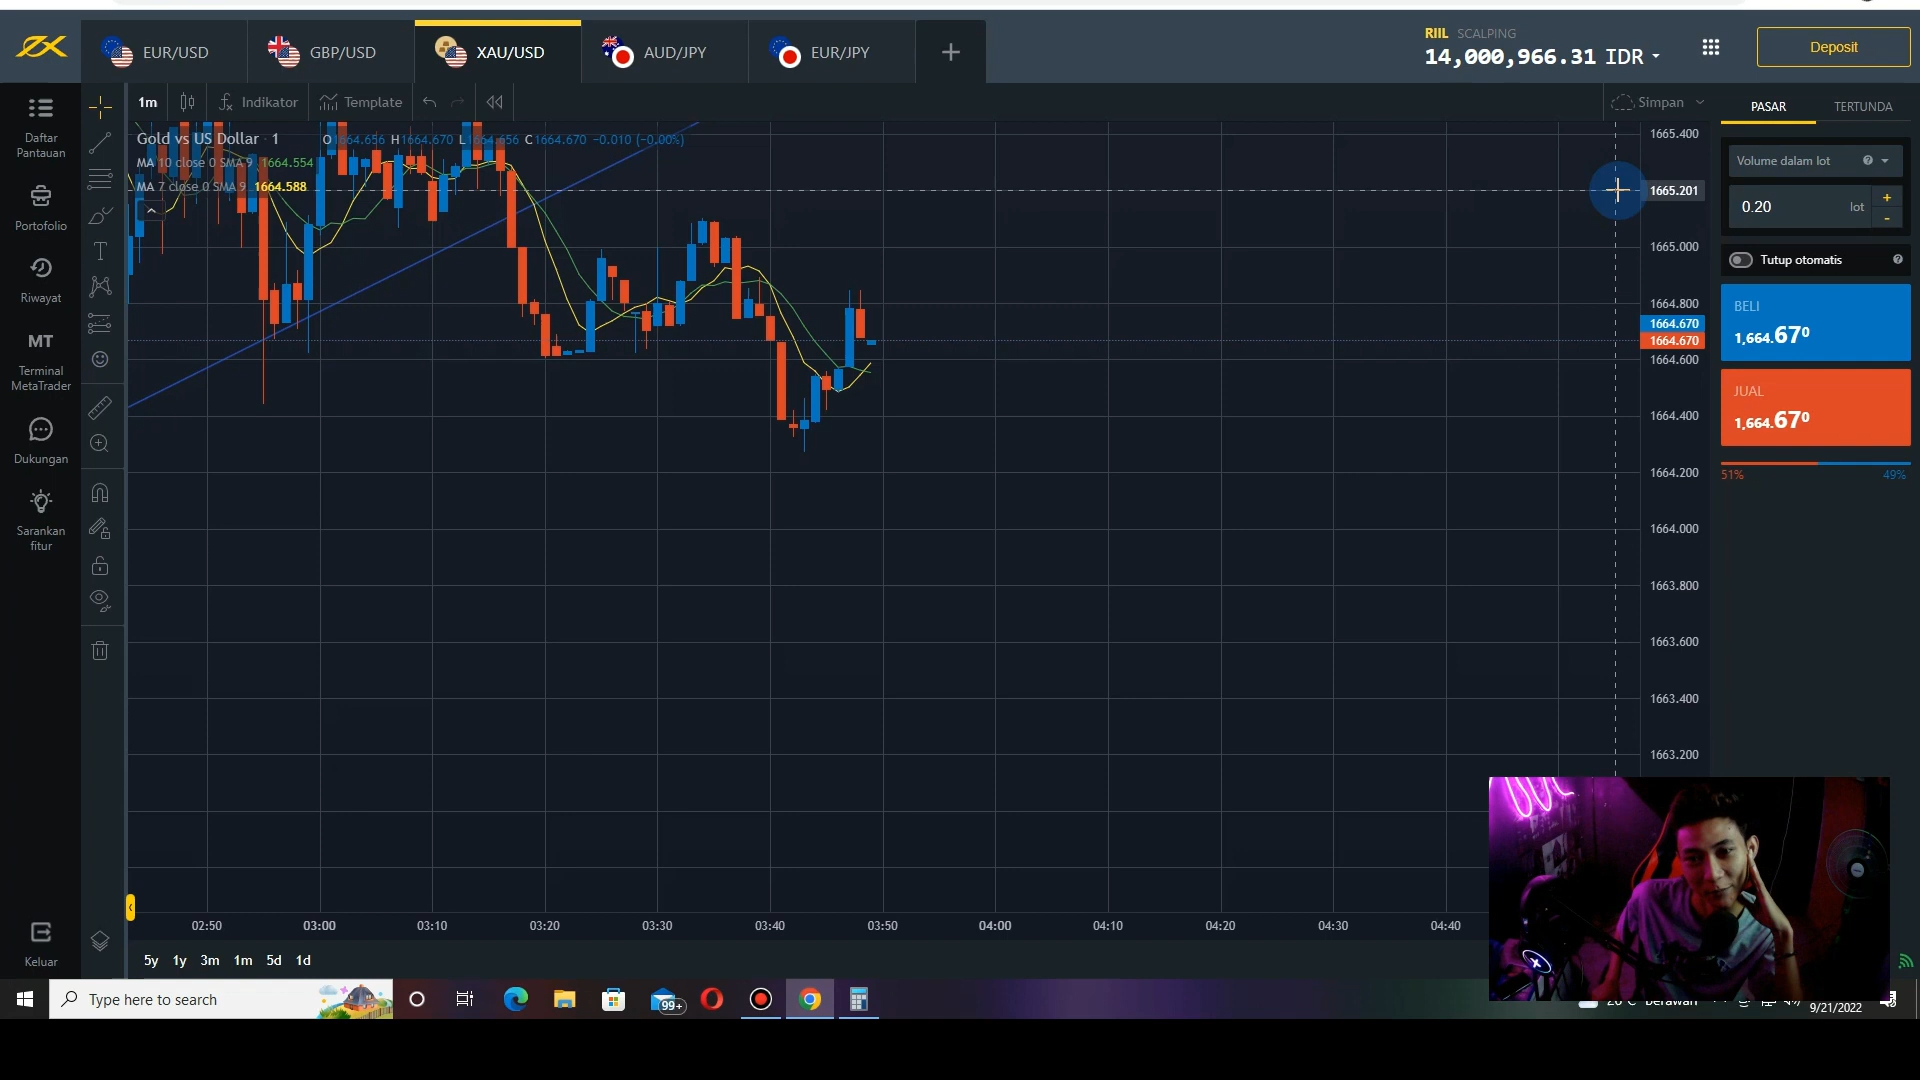 EUR/USD
GBP/USD
XAU/USD
AUD/JPY
EUR/JPY
+
RIIL SCALPING
14,000,966.31 IDR
Deposit
1m
Indikator
Template
Simpan
PASAR
TERTUNDA
Daftar
Pantauan
Portofolio
Riwayat
MT
Terminal
MetaTrader
Dukungan
Sarankan
fitur
Keluar
Gold vs US Dollar · 1 O1664.656 H1664.670 L1664.656 C1664.670 −0.010 (−0.00%)
MA 10 close 0 SMA 9 1664.554
MA 7 close 0 SMA 9 1664.588
1665.400
1665.201
1665.000
1664.800
1664.670
1664.670
1664.600
1664.400
1664.200
1664.000
1663.800
1663.600
1663.400
1663.200
Volume dalam lot
0.20 lot
+
-
Tutup otomatis
BELI
1,664.670
JUAL
1,664.670
51% 49%
02:50 03:00 03:10 03:20 03:30 03:40 03:50 04:00 04:10 04:20 04:30 04:40
5y 1y 3m 1m 5d 1d
Type here to search
99+
9/21/2022